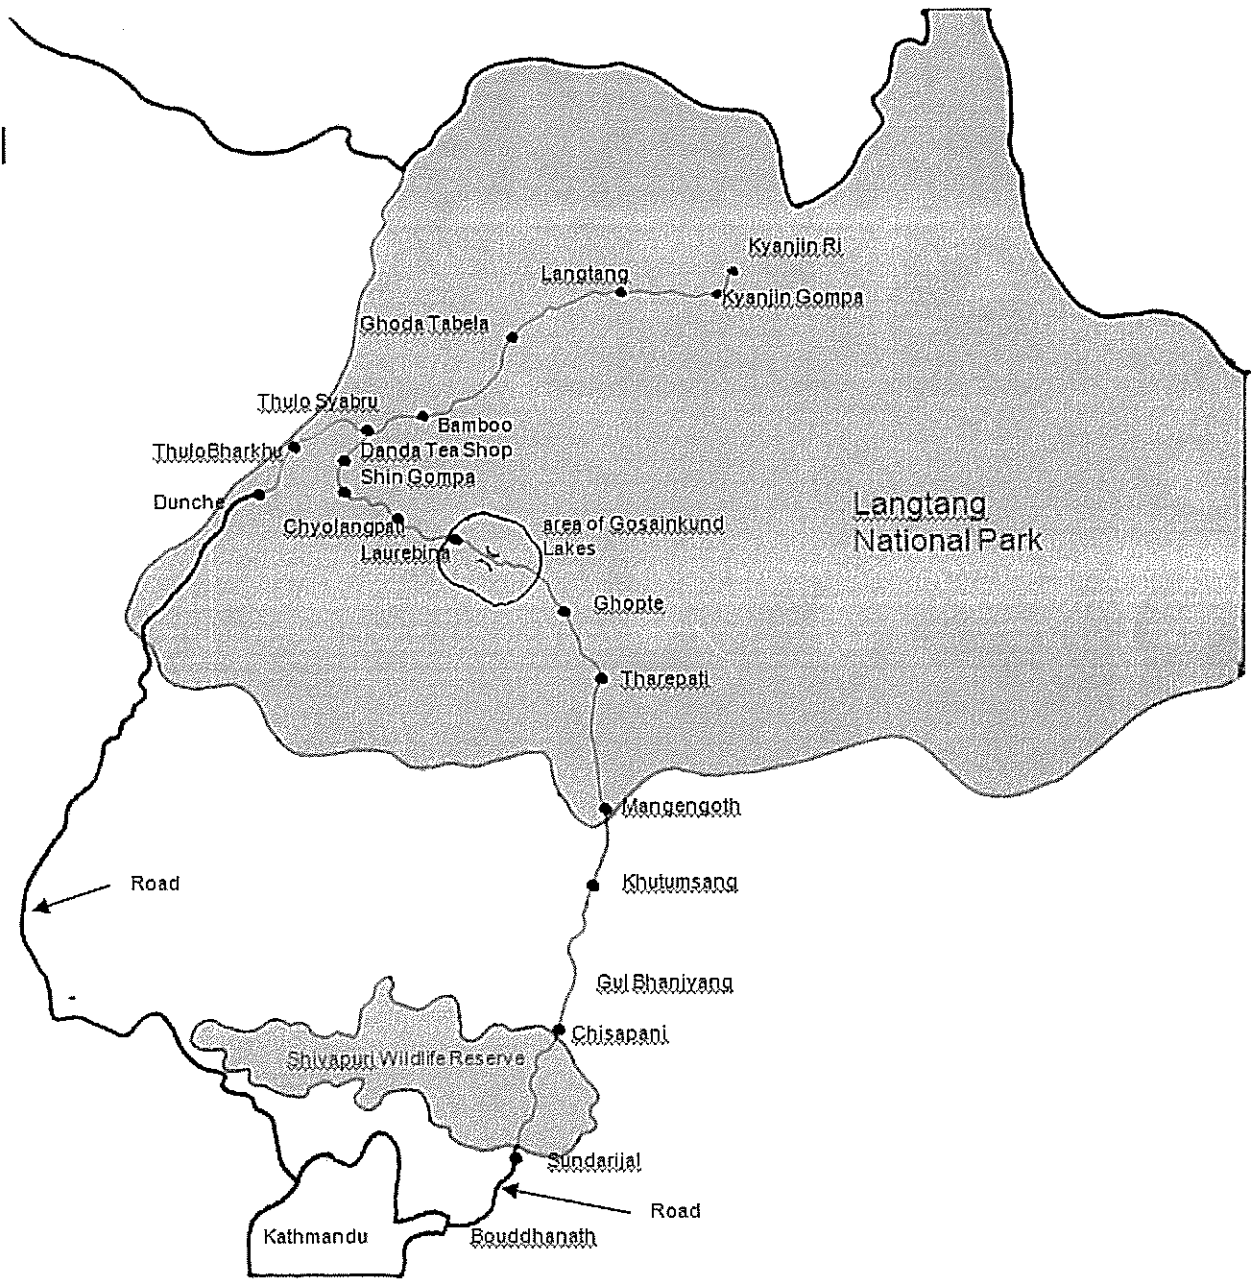 Kyanjin Ri
Langtang
Kyanjin Gompa
Ghoda Tabela
Thulo Syabru
Bamboo
Thulo Bharkhu
Danda Tea Shop
Shin Gompa
Dunche
Langtang
National Park
Chyolangpati
area of Gosainkund
Lakes
Laurebina
Ghopte
Tharepati
Mangengoth
Road
Khutumsang
Gul Bhanjyang
Chisapani
Shivapuri Wildlife Reserve
Sundarijal
Road
Kathmandu
Bouddhanath